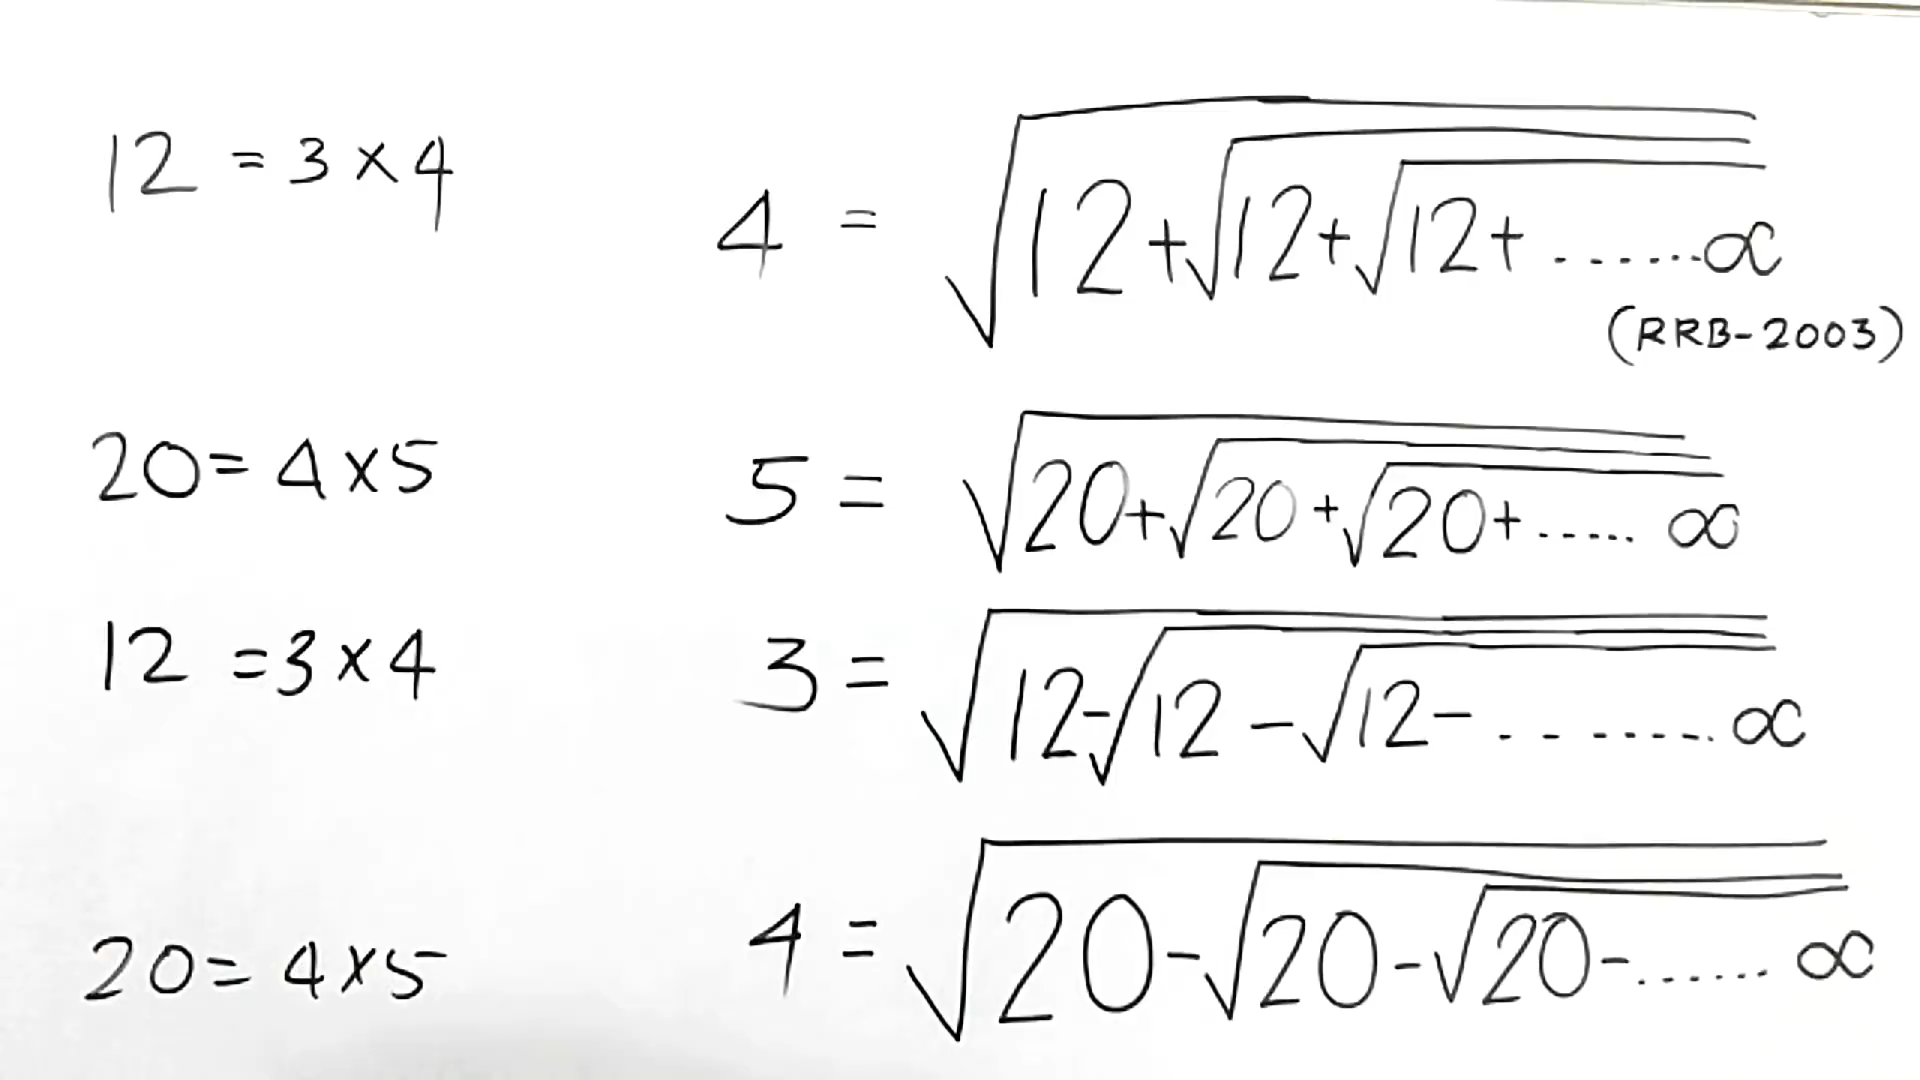 12 = 3 × 4
4 = √12+√12+√12+ .......∝
(RRB-2003)
20 = 4 × 5
5 = √20+√20+√20+..... ∞
12 = 3 × 4
3 = √12-√12-√12- ........∝
20 = 4 × 5
4 = √20-√20-√20-...... ∝